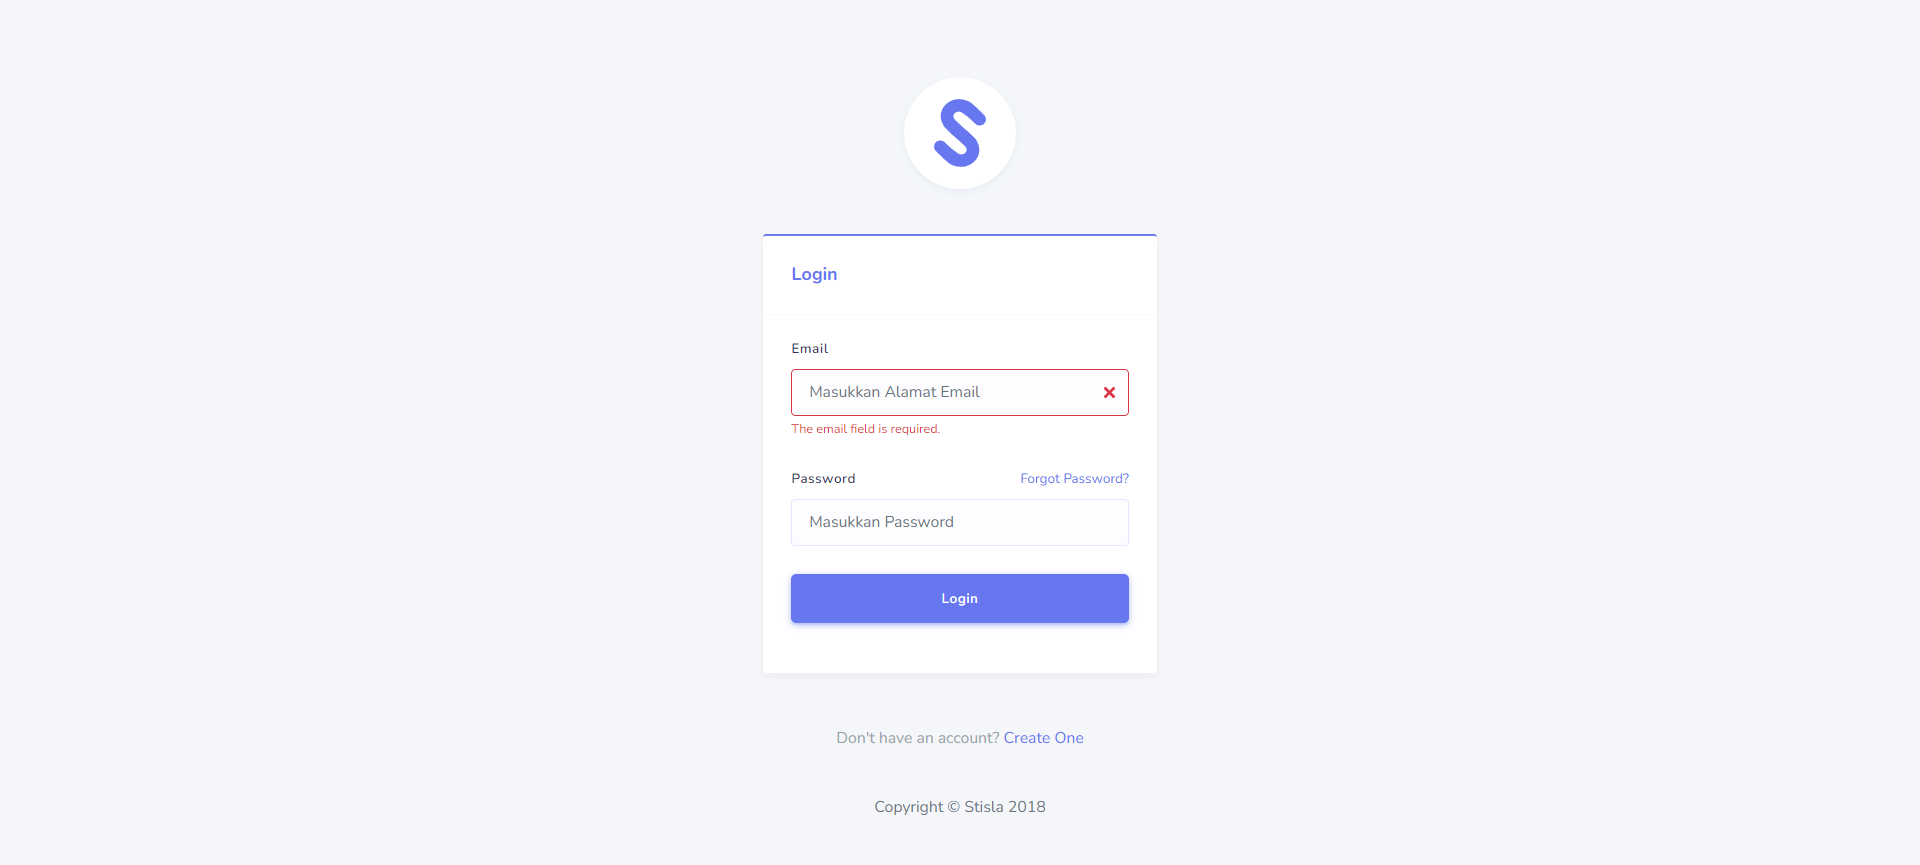 Login
Email
Masukkan Alamat Email
The email field is required.
Password Forgot Password?
Masukkan Password
Login
Don't have an account? Create One
Copyright © Stisla 2018